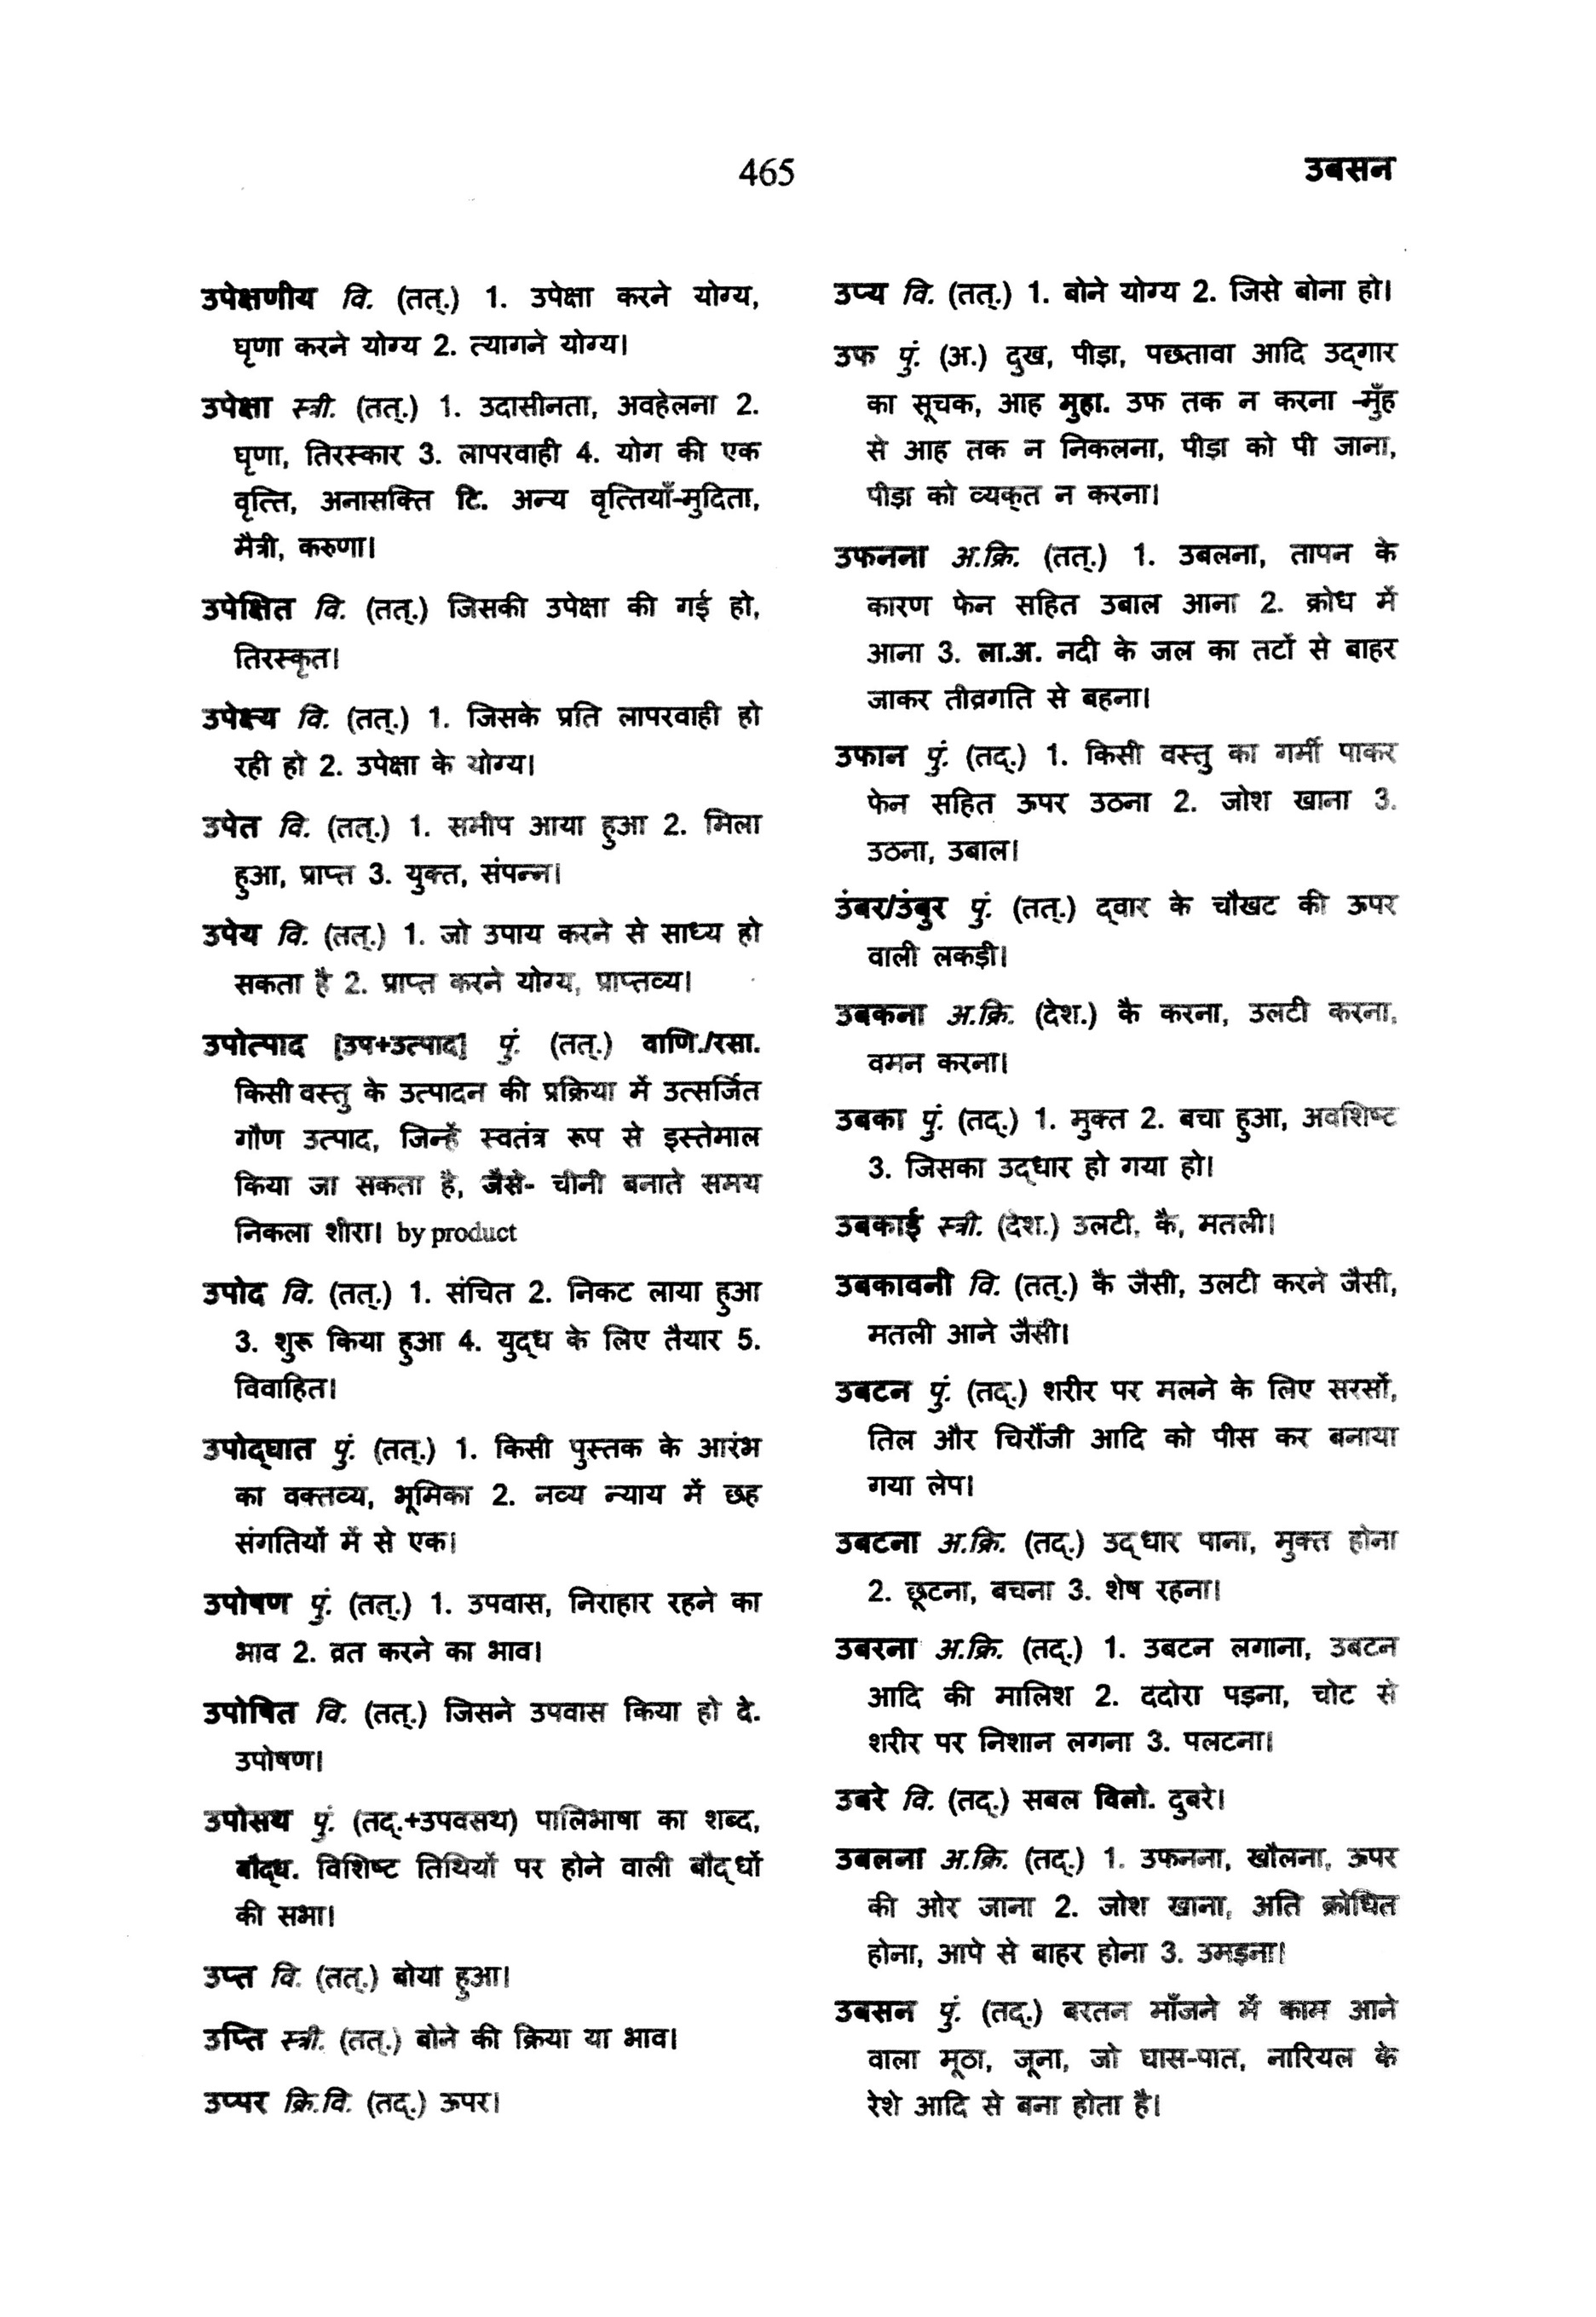 465
उबसन
उपेक्षणीय वि. (तत्.) 1. उपेक्षा करने योग्य,
घृणा करने योग्य 2. त्यागने योग्य।
उपेक्षा स्त्री. (तत्.) 1. उदासीनता, अवहेलना 2.
घृणा, तिरस्कार 3. लापरवाही 4. योग की एक
वृत्ति, अनासक्ति टि. अन्य वृत्तियाँ-मुदिता,
मैत्री, करुणा।
उपेक्षित वि. (तत्.) जिसकी उपेक्षा की गई हो,
तिरस्कृत।
उपेक्ष्य वि. (तत्.) 1. जिसके प्रति लापरवाही हो
रही हो 2. उपेक्षा के योग्य।
उपेत वि. (तत्.) 1. समीप आया हुआ 2. मिला
हुआ, प्राप्त 3. युक्त, संपन्न।
उपेय वि. (तत्.) 1. जो उपाय करने से साध्य हो
सकता है 2. प्राप्त करने योग्य, प्राप्तव्य।
उपोत्पाद [उप+उत्पाद] पुं. (तत्.) वाणि./रसा.
किसी वस्तु के उत्पादन की प्रक्रिया में उत्सर्जित
गौण उत्पाद, जिन्हें स्वतंत्र रूप से इस्तेमाल
किया जा सकता है, जैसे- चीनी बनाते समय
निकला शीरा। by product
उपोद वि. (तत्.) 1. संचित 2. निकट लाया हुआ
3. शुरू किया हुआ 4. युद्ध के लिए तैयार 5.
विवाहित।
उपोद्घात पुं. (तत्.) 1. किसी पुस्तक के आरंभ
का वक्तव्य, भूमिका 2. नव्य न्याय में छह
संगतियों में से एक।
उपोषण पुं. (तत्.) 1. उपवास, निराहार रहने का
भाव 2. व्रत करने का भाव।
उपोषित वि. (तत्.) जिसने उपवास किया हो दे.
उपोषण।
उपोसथ पुं. (तद्.+उपवसथ) पालिभाषा का शब्द,
बौद्ध. विशिष्ट तिथियों पर होने वाली बौद्धों
की सभा।
उप्त वि. (तत्.) बोया हुआ।
उप्ति स्त्री. (तत्.) बोने की क्रिया या भाव।
उप्पर क्रि.वि. (तद्.) ऊपर।
उप्य वि. (तत्.) 1. बोने योग्य 2. जिसे बोना हो।
उफ पुं. (अ.) दुख, पीड़ा, पछतावा आदि उद्गार
का सूचक, आह मुहा. उफ तक न करना -मुँह
से आह तक न निकलना, पीड़ा को पी जाना,
पीड़ा को व्यक्त न करना।
उफनना अ.क्रि. (तत्.) 1. उबलना, तापन के
कारण फेन सहित उबाल आना 2. क्रोध में
आना 3. ला.अ. नदी के जल का तटों से बाहर
जाकर तीव्रगति से बहना।
उफान पुं. (तद्.) 1. किसी वस्तु का गर्मी पाकर
फेन सहित ऊपर उठना 2. जोश खाना 3.
उठना, उबाल।
उंबर/उंबुर पुं. (तत्.) द्वार के चौखट की ऊपर
वाली लकड़ी।
उबकना अ.क्रि. (देश.) कै करना, उलटी करना,
वमन करना।
उबका पुं. (तद्.) 1. मुक्त 2. बचा हुआ, अवशिष्ट
3. जिसका उद्धार हो गया हो।
उबकाई स्त्री. (देश.) उलटी, कै, मतली।
उबकावनी वि. (तत्.) कै जैसी, उलटी करने जैसी,
मतली आने जैसी।
उबटन पुं. (तद्.) शरीर पर मलने के लिए सरसों,
तिल और चिरौंजी आदि को पीस कर बनाया
गया लेप।
उबटना अ.क्रि. (तद्.) उद्धार पाना, मुक्त होना
2. छूटना, बचना 3. शेष रहना।
उबरना अ.क्रि. (तद्.) 1. उबटन लगाना, उबटन
आदि की मालिश 2. ददोरा पड़ना, चोट से
शरीर पर निशान लगना 3. पलटना।
उबरे वि. (तद्.) सबल विलो. दुबरे।
उबलना अ.क्रि. (तद्.) 1. उफनना, खौलना, ऊपर
की ओर जाना 2. जोश खाना, अति क्रोधित
होना, आपे से बाहर होना 3. उमड़ना।
उबसन पुं. (तद्.) बरतन माँजने में काम आने
वाला मूठा, जूना, जो घास-पात, नारियल के
रेशे आदि से बना होता है।